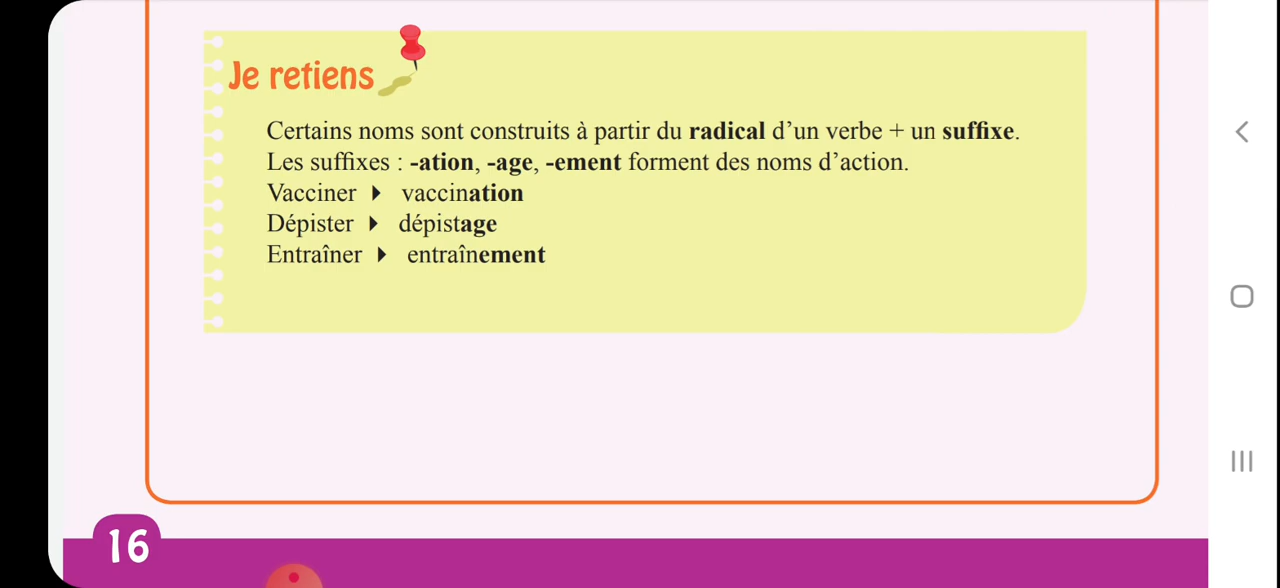 Je retiens
Certains noms sont construits à partir du radical d'un verbe + un suffixe.
Les suffixes : -ation, -age, -ement forment des noms d'action.
Vacciner ▶ vaccination
Dépister ▶ dépistage
Entraîner ▶ entraînement
16